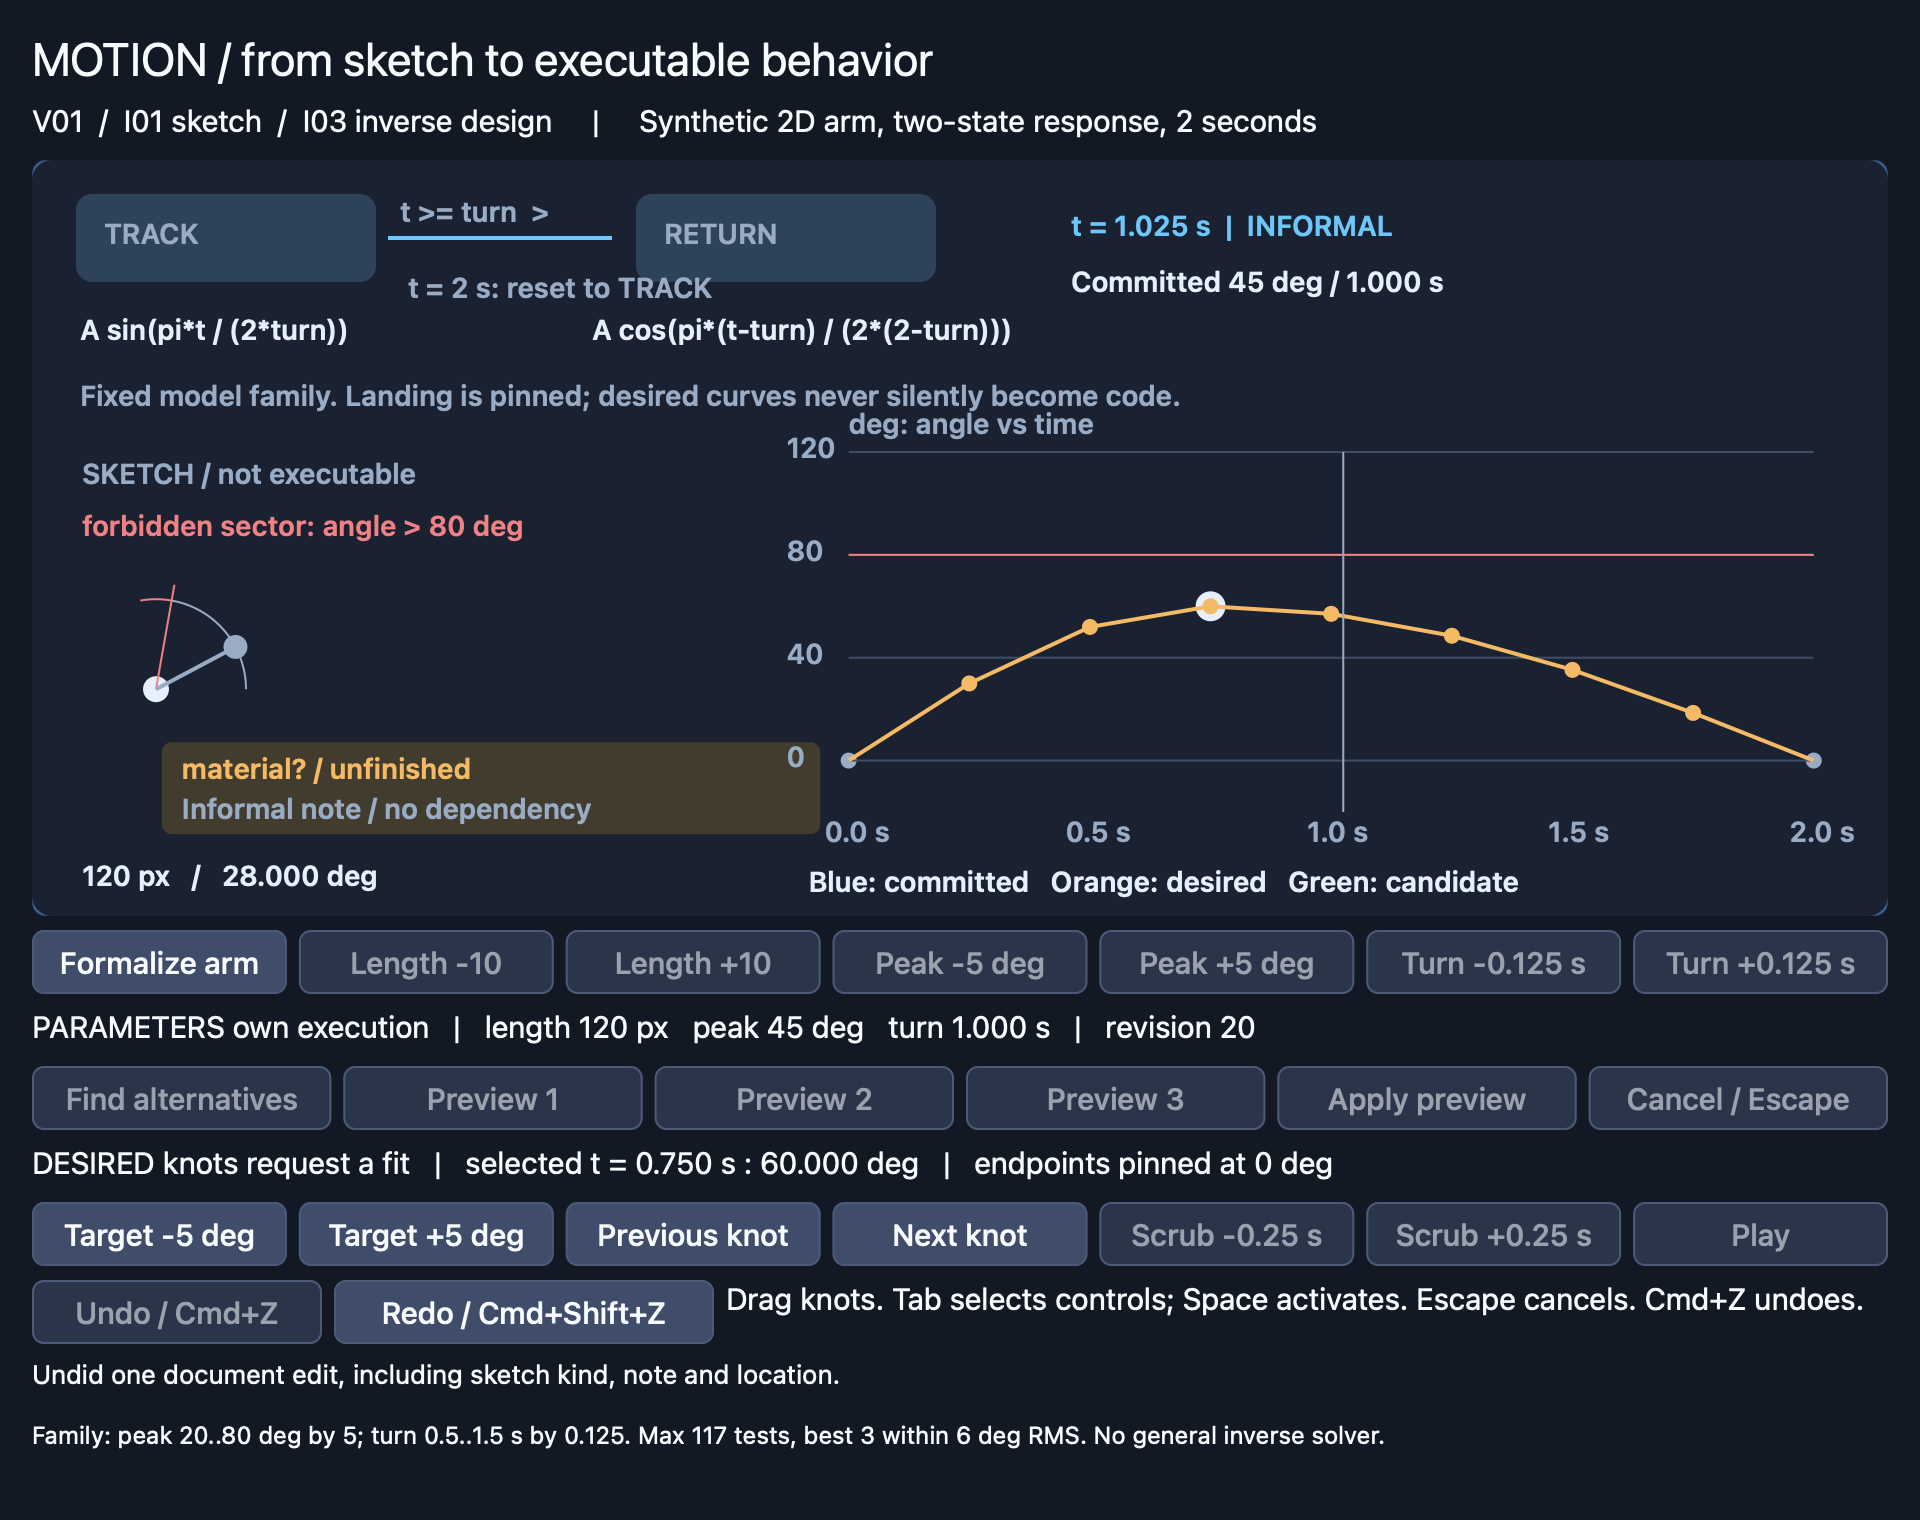 MOTION / from sketch to executable behavior
V01 / I01 sketch / I03 inverse design | Synthetic 2D arm, two-state response, 2 seconds
TRACK
t >= turn >
RETURN
t = 1.025 s | INFORMAL
t = 2 s: reset to TRACK
Committed 45 deg / 1.000 s
A sin(pi*t / (2*turn))
A cos(pi*(t-turn) / (2*(2-turn)))
Fixed model family. Landing is pinned; desired curves never silently become code.
deg: angle vs time
120
SKETCH / not executable
forbidden sector: angle > 80 deg
80
40
0
material? / unfinished
Informal note / no dependency
0.0 s
0.5 s
1.0 s
1.5 s
2.0 s
120 px / 28.000 deg
Blue: committed Orange: desired Green: candidate
Formalize arm
Length -10
Length +10
Peak -5 deg
Peak +5 deg
Turn -0.125 s
Turn +0.125 s
PARAMETERS own execution | length 120 px peak 45 deg turn 1.000 s | revision 20
Find alternatives
Preview 1
Preview 2
Preview 3
Apply preview
Cancel / Escape
DESIRED knots request a fit | selected t = 0.750 s : 60.000 deg | endpoints pinned at 0 deg
Target -5 deg
Target +5 deg
Previous knot
Next knot
Scrub -0.25 s
Scrub +0.25 s
Play
Undo / Cmd+Z
Redo / Cmd+Shift+Z
Drag knots. Tab selects controls; Space activates. Escape cancels. Cmd+Z undoes.
Undid one document edit, including sketch kind, note and location.
Family: peak 20..80 deg by 5; turn 0.5..1.5 s by 0.125. Max 117 tests, best 3 within 6 deg RMS. No general inverse solver.